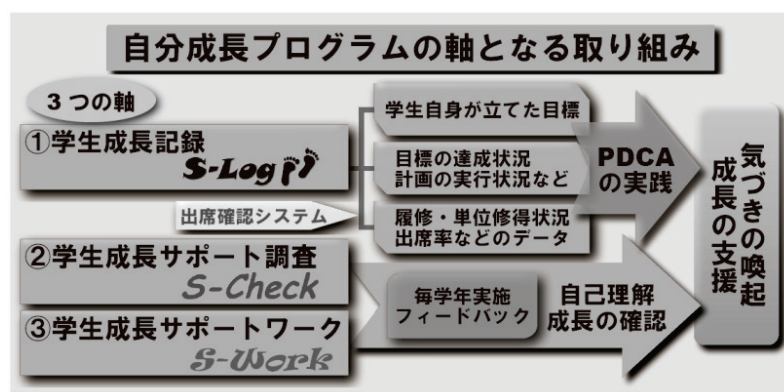 自分成長プログラムの軸となる取り組み
3つの軸
①学生成長記録
S-Log
出席確認システム
学生自身が立てた目標
目標の達成状況
計画の実行状況など
履修・単位修得状況
出席率などのデータ
PDCA
の実践
②学生成長サポート調査
S-Check
③学生成長サポートワーク
S-Work
毎学年実施
フィードバック
自己理解
成長の確認
気づきの喚起
成長の支援